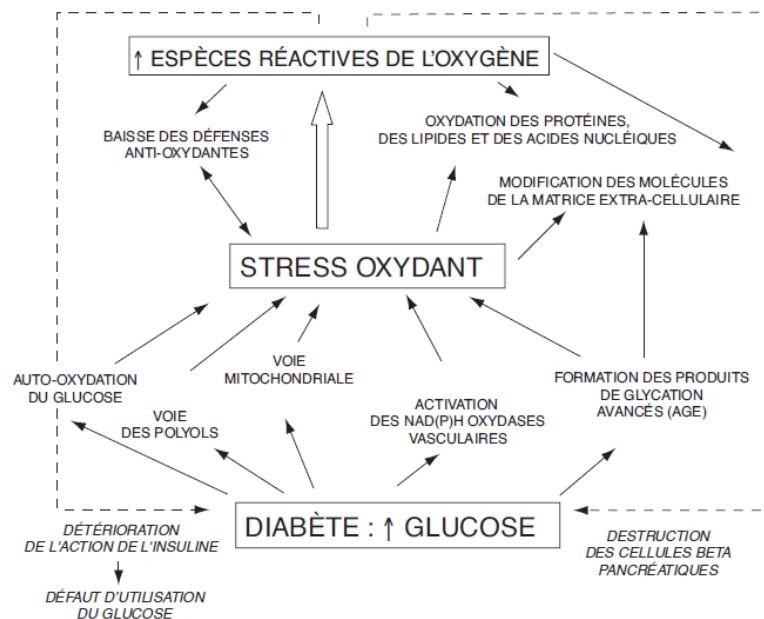 ↑ ESPÈCES RÉACTIVES DE L'OXYGÈNE
BAISSE DES DÉFENSES
ANTI-OXYDANTES
OXYDATION DES PROTÉINES,
DES LIPIDES ET DES ACIDES NUCLÉIQUES
MODIFICATION DES MOLÉCULES
DE LA MATRICE EXTRA-CELLULAIRE
STRESS OXYDANT
AUTO-OXYDATION
DU GLUCOSE
VOIE
DES POLYOLS
VOIE
MITOCHONDRIALE
ACTIVATION
DES NAD(P)H OXYDASES
VASCULAIRES
FORMATION DES PRODUITS
DE GLYCATION
AVANCÉS (AGE)
DIABÈTE : ↑ GLUCOSE
DÉTÉRIORATION
DE L'ACTION DE L'INSULINE
DÉFAUT D'UTILISATION
DU GLUCOSE
DESTRUCTION
DES CELLULES BETA
PANCRÉATIQUES